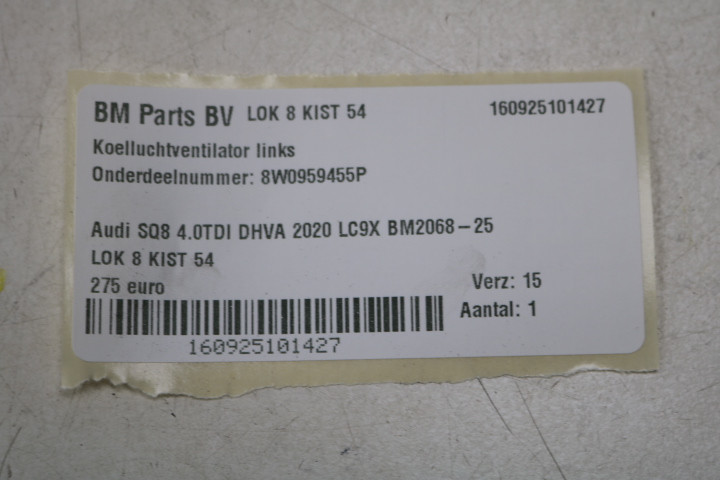 BM Parts BV LOK 8 KIST 54 160925101427
Koelluchtventilator links
Onderdeelnummer: 8W0959455P
Audi SQ8 4.0TDI DHVA 2020 LC9X BM2068-25
LOK 8 KIST 54
275 euro Verz: 15
Aantal: 1
160925101427